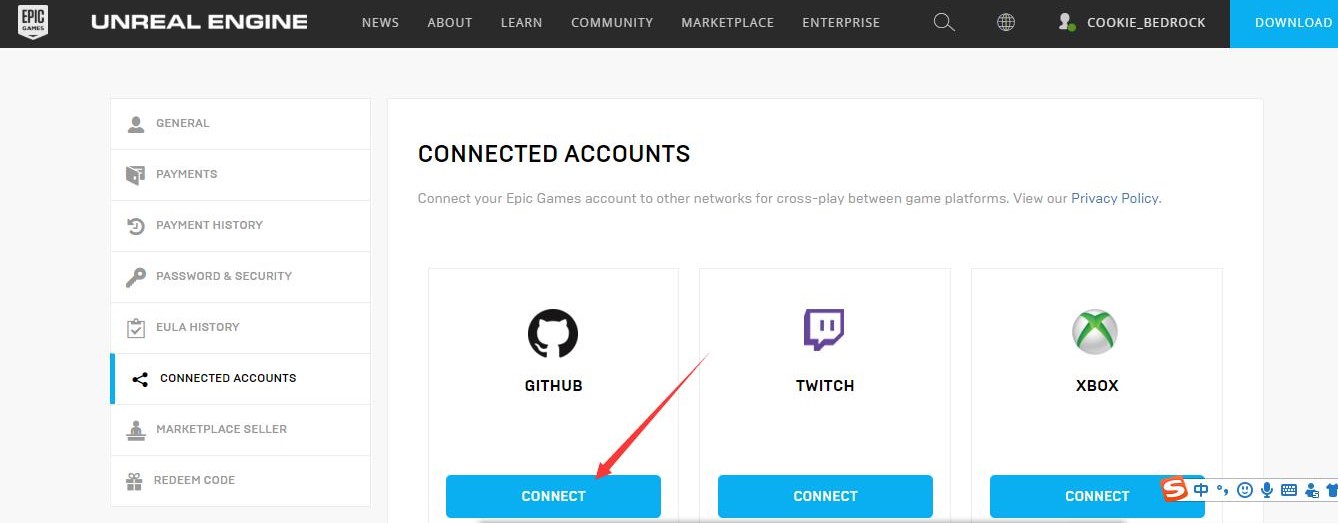 EPIC
GAMES
UNREAL ENGINE
NEWS
ABOUT
LEARN
COMMUNITY
MARKETPLACE
ENTERPRISE
COOKIE_BEDROCK
DOWNLOAD
GENERAL
PAYMENTS
PAYMENT HISTORY
PASSWORD & SECURITY
EULA HISTORY
CONNECTED ACCOUNTS
MARKETPLACE SELLER
REDEEM CODE
CONNECTED ACCOUNTS
Connect your Epic Games account to other networks for cross-play between game platforms. View our Privacy Policy.
GITHUB
TWITCH
XBOX
CONNECT
CONNECT
CONNECT
S 中 °,